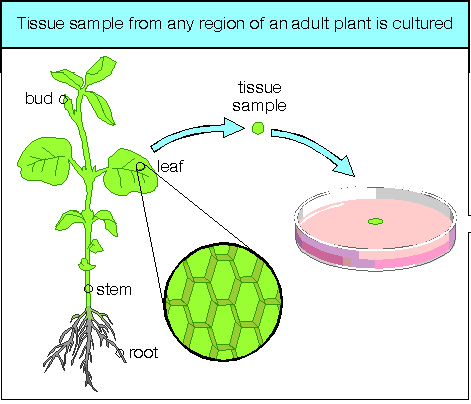 Tissue sample from any region of an adult plant is cultured
bud
tissue
sample
leaf
stem
root